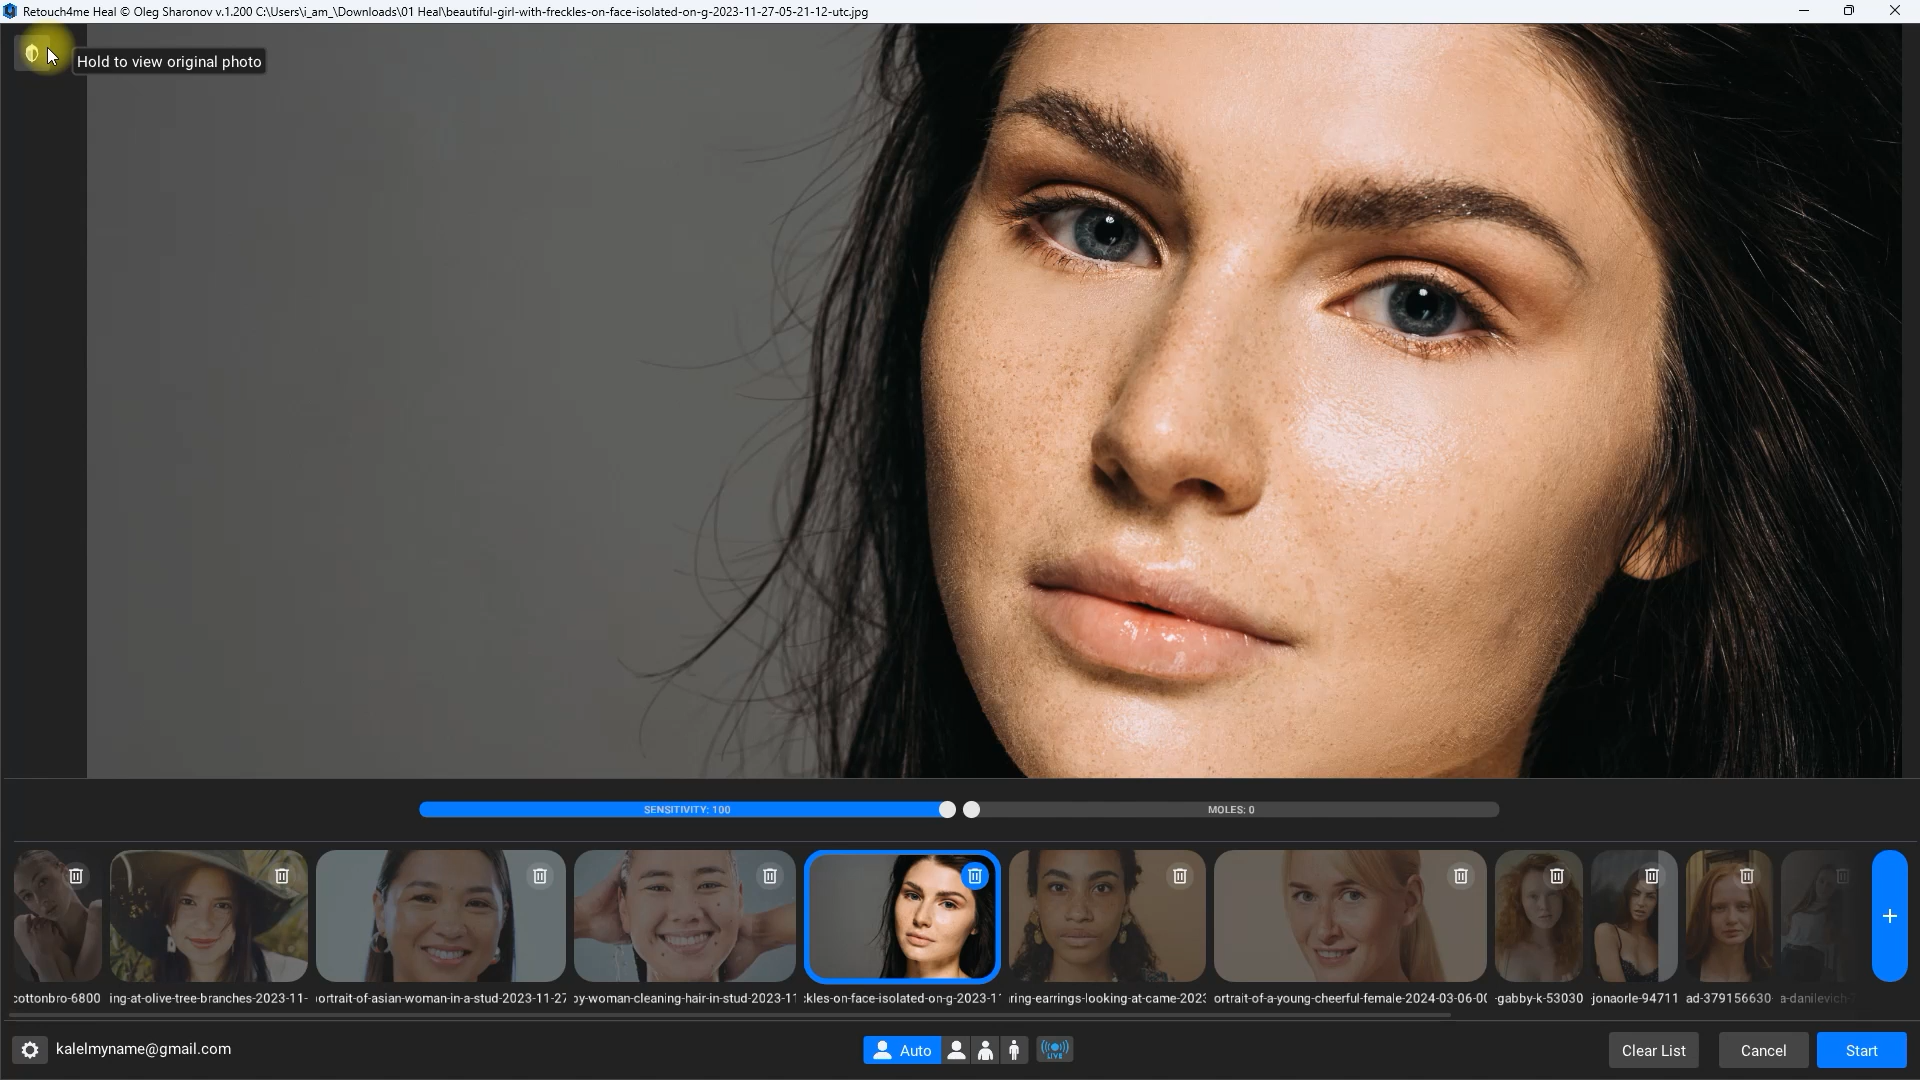 Retouch4me Heal © Oleg Sharonov v.1.200 C:\Users\i_am_\Downloads\01 Heal\beautiful-girl-with-freckles-on-face-isolated-on-g-2023-11-27-05-21-12-utc.jpg
Hold to view original photo
SENSITIVITY: 100 MOLES: 0
cottonbro-6800 ing-at-olive-tree-branches-2023-11- ortrait-of-asian-woman-in-a-stud-2023-11-27 by-woman-cleaning-hair-in-stud-2023-11 kles-on-face-isolated-on-g-2023-1 ring-earrings-looking-at-came-2023 ortrait-of-a-young-cheerful-female-2024-03-06-00 -gabby-k-53030 jonaorle-94711 ad-379156630- a-danilevich-
kalelmyname@gmail.com Auto LIVE Clear List Cancel Start